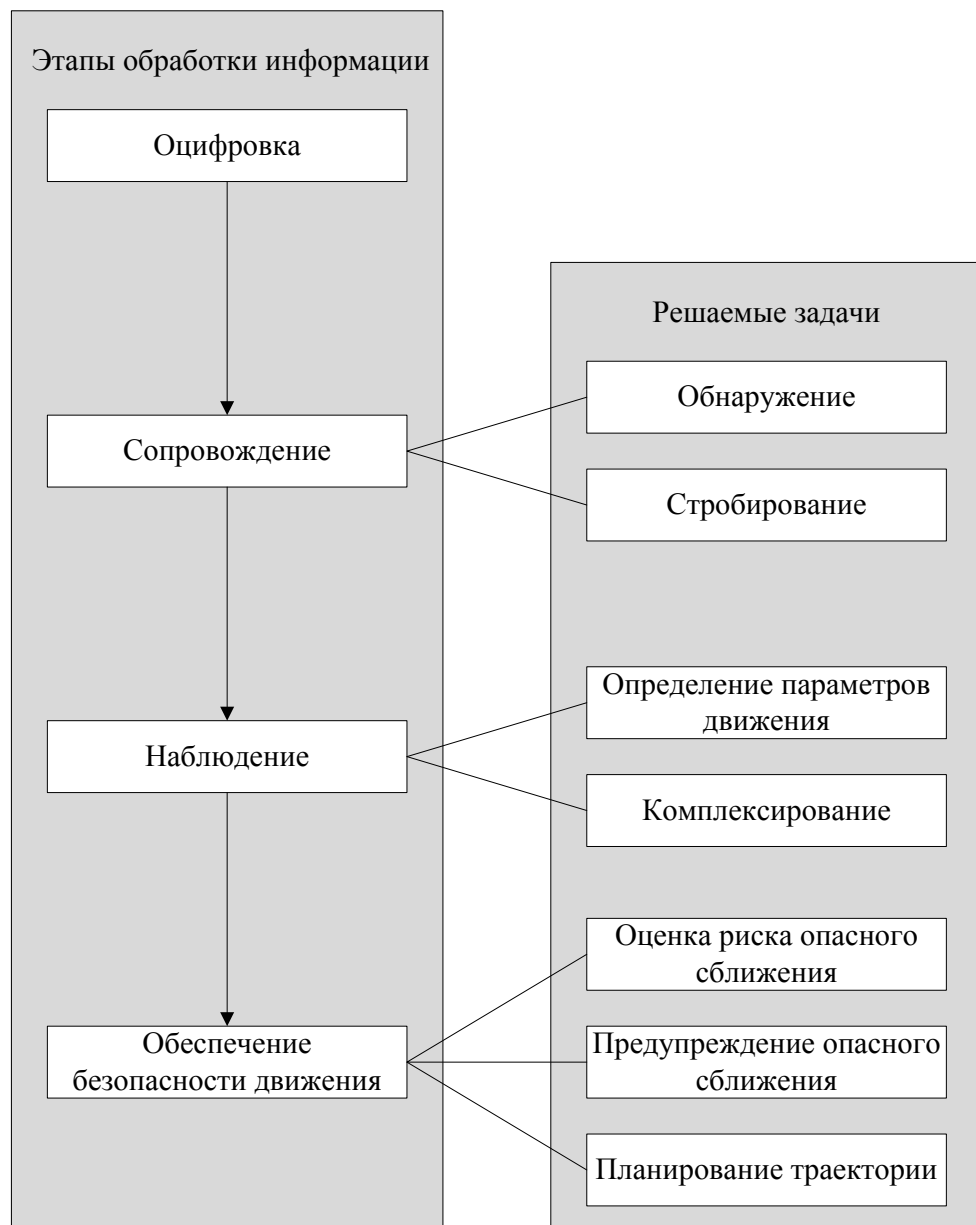 Этапы обработки информации
Оцифровка
Сопровождение
Наблюдение
Обеспечение
безопасности движения
Решаемые задачи
Обнаружение
Стробирование
Определение параметров
движения
Комплексирование
Оценка риска опасного
сближения
Предупреждение опасного
сближения
Планирование траектории